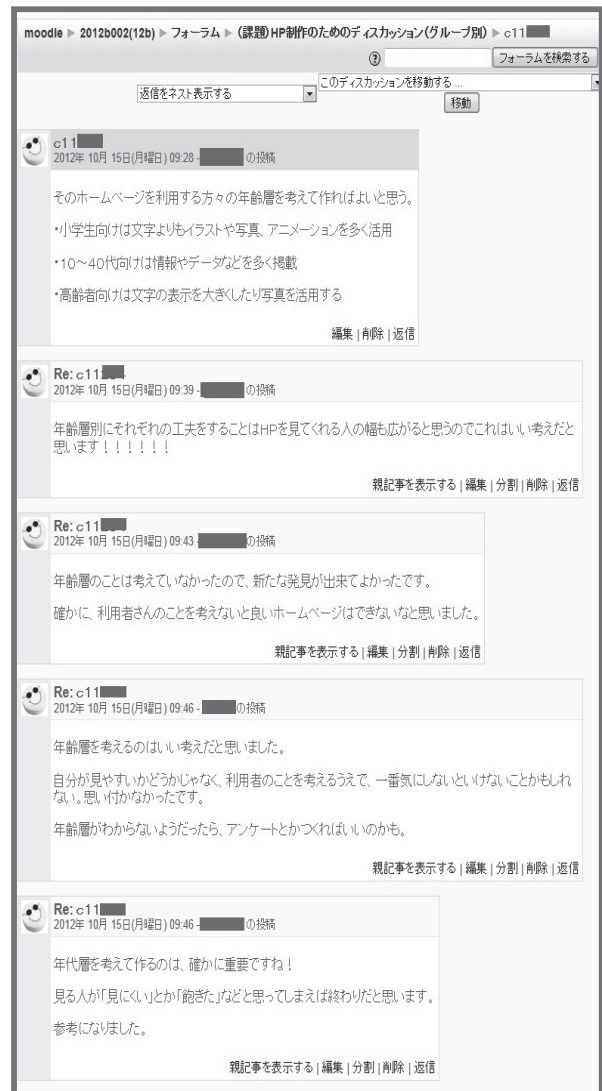 moodle ▶ 2012b002(12b) ▶ フォーラム ▶ (課題)HP制作のためのディスカッション(グループ別) ▶ c11
フォーラムを検索する
返信をネスト表示する
このディスカッションを移動する ...
移動
c11
2012年 10月 15日(月曜日) 09:28 - の投稿
そのホームページを利用する方々の年齢層を考えて作ればよいと思う。
・小学生向けは文字よりもイラストや写真、アニメーションを多く活用
・10～40代向けは情報やデータなどを多く掲載
・高齢者向けは文字の表示を大きくしたり写真を活用する
編集 | 削除 | 返信
Re: c11
2012年 10月 15日(月曜日) 09:39 - の投稿
年齢層別にそれぞれの工夫をすることはHPを見てくれる人の幅も広がると思うのでこれはいい考えだと
思います！！！！！！
親記事を表示する | 編集 | 分割 | 削除 | 返信
Re: c11
2012年 10月 15日(月曜日) 09:43 - の投稿
年齢層のことは考えていなかったので、新たな発見が出来てよかったです。
確かに、利用者さんのことを考えないと良いホームページはできないなと思いました。
親記事を表示する | 編集 | 分割 | 削除 | 返信
Re: c11
2012年 10月 15日(月曜日) 09:46 - の投稿
年齢層を考えるのはいい考えだと思いました。
自分が見やすいかどうかじゃなく、利用者のことを考えるうえで、一番気にしないといけないことかもしれ
ない。思い付かなかったです。
年齢層がわからないようだったら、アンケートとかつくればいいのかも。
親記事を表示する | 編集 | 分割 | 削除 | 返信
Re: c11
2012年 10月 15日(月曜日) 09:46 - の投稿
年代層を考えて作るのは、確かに重要ですね！
見る人が「見にくい」とか「飽きた」などと思ってしまえば終わりだと思います。
参考になりました。
親記事を表示する | 編集 | 分割 | 削除 | 返信